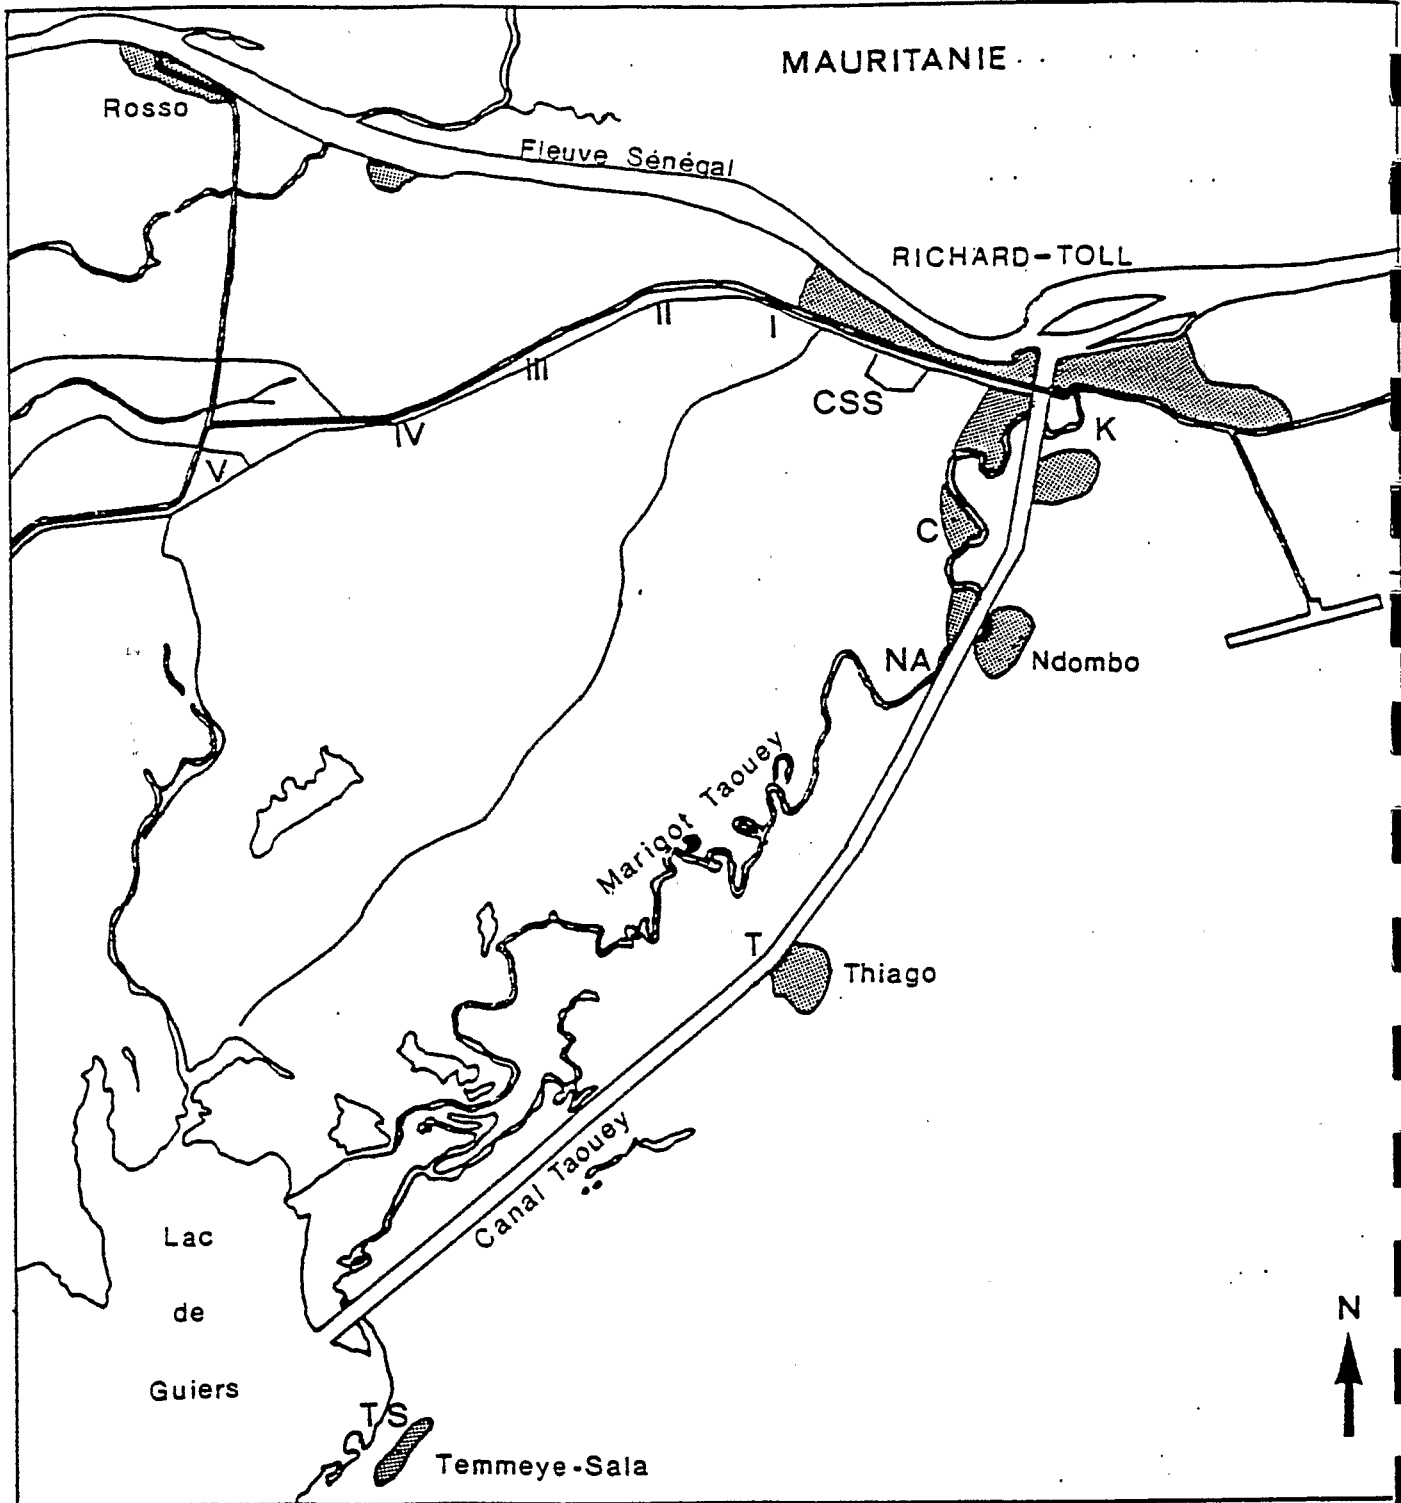 MAURITANIE
Rosso
Fleuve Sénégal
RICHARD-TOLL
II
I
III
CSS
IV
K
V
C
NA
Ndombo
Marigot Taouey
T
Thiago
Canal Taouey
Lac
de
Guiers
N
TS
Temmeye-Sala